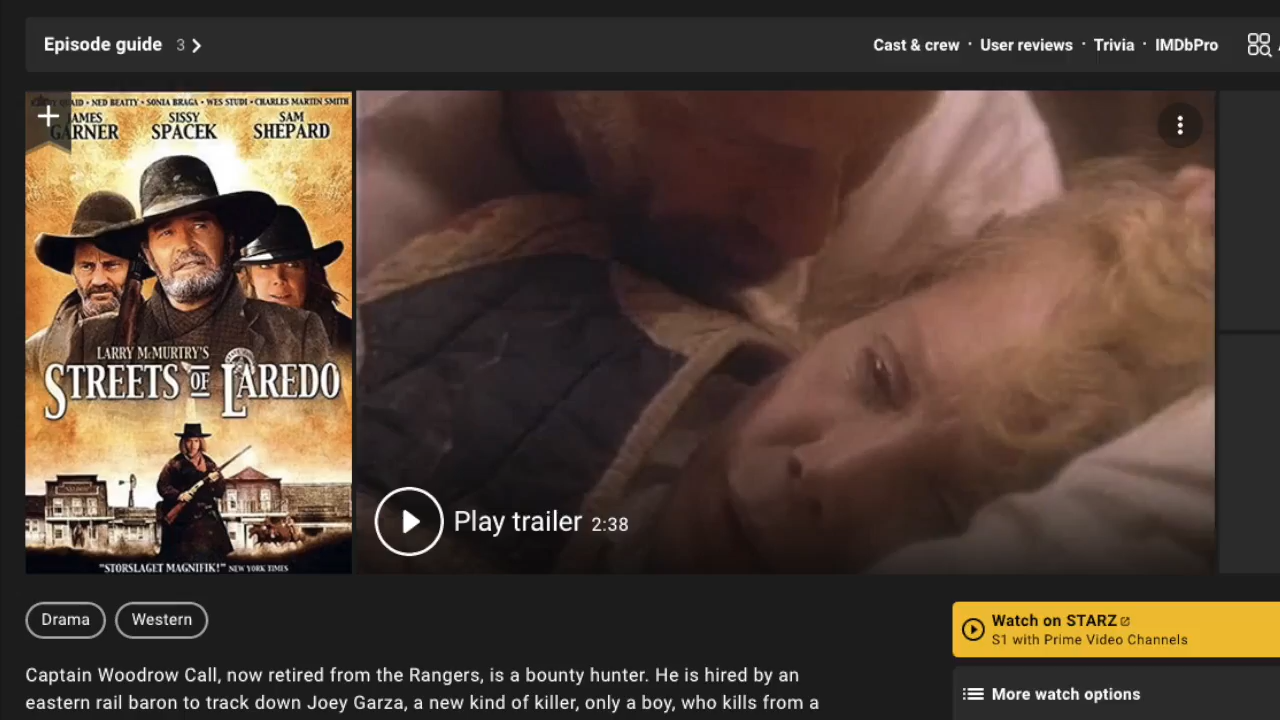 Episode guide 3
Cast & crew · User reviews · Trivia · IMDbPro
QUAID • NED BEATTY • SONIA BRAGA • WES STUDI • CHARLES MARTIN SMITH
JAMES GARNER
SISSY SPACEK
SAM SHEPARD
LARRY McMURTRY'S
STREETS OF LAREDO
"STORSLAGET MAGNIFIK!" NEW YORK TIMES
Play trailer 2:38
Drama
Western
Watch on STARZ
S1 with Prime Video Channels
More watch options
Captain Woodrow Call, now retired from the Rangers, is a bounty hunter. He is hired by an
eastern rail baron to track down Joey Garza, a new kind of killer, only a boy, who kills from a